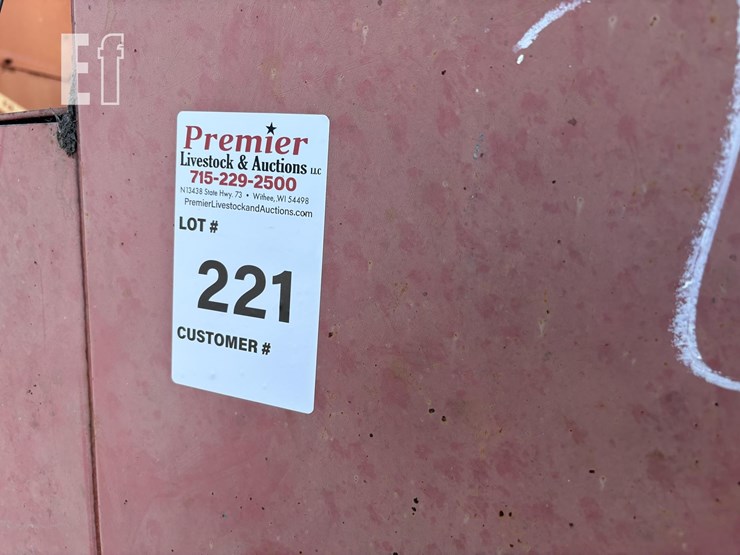 Ef
Premier
Livestock & Auctions LLC
715-229-2500
N13438 State Hwy. 73 • Withee, WI 54498
PremierLivestockandAuctions.com
LOT #
221
CUSTOMER #